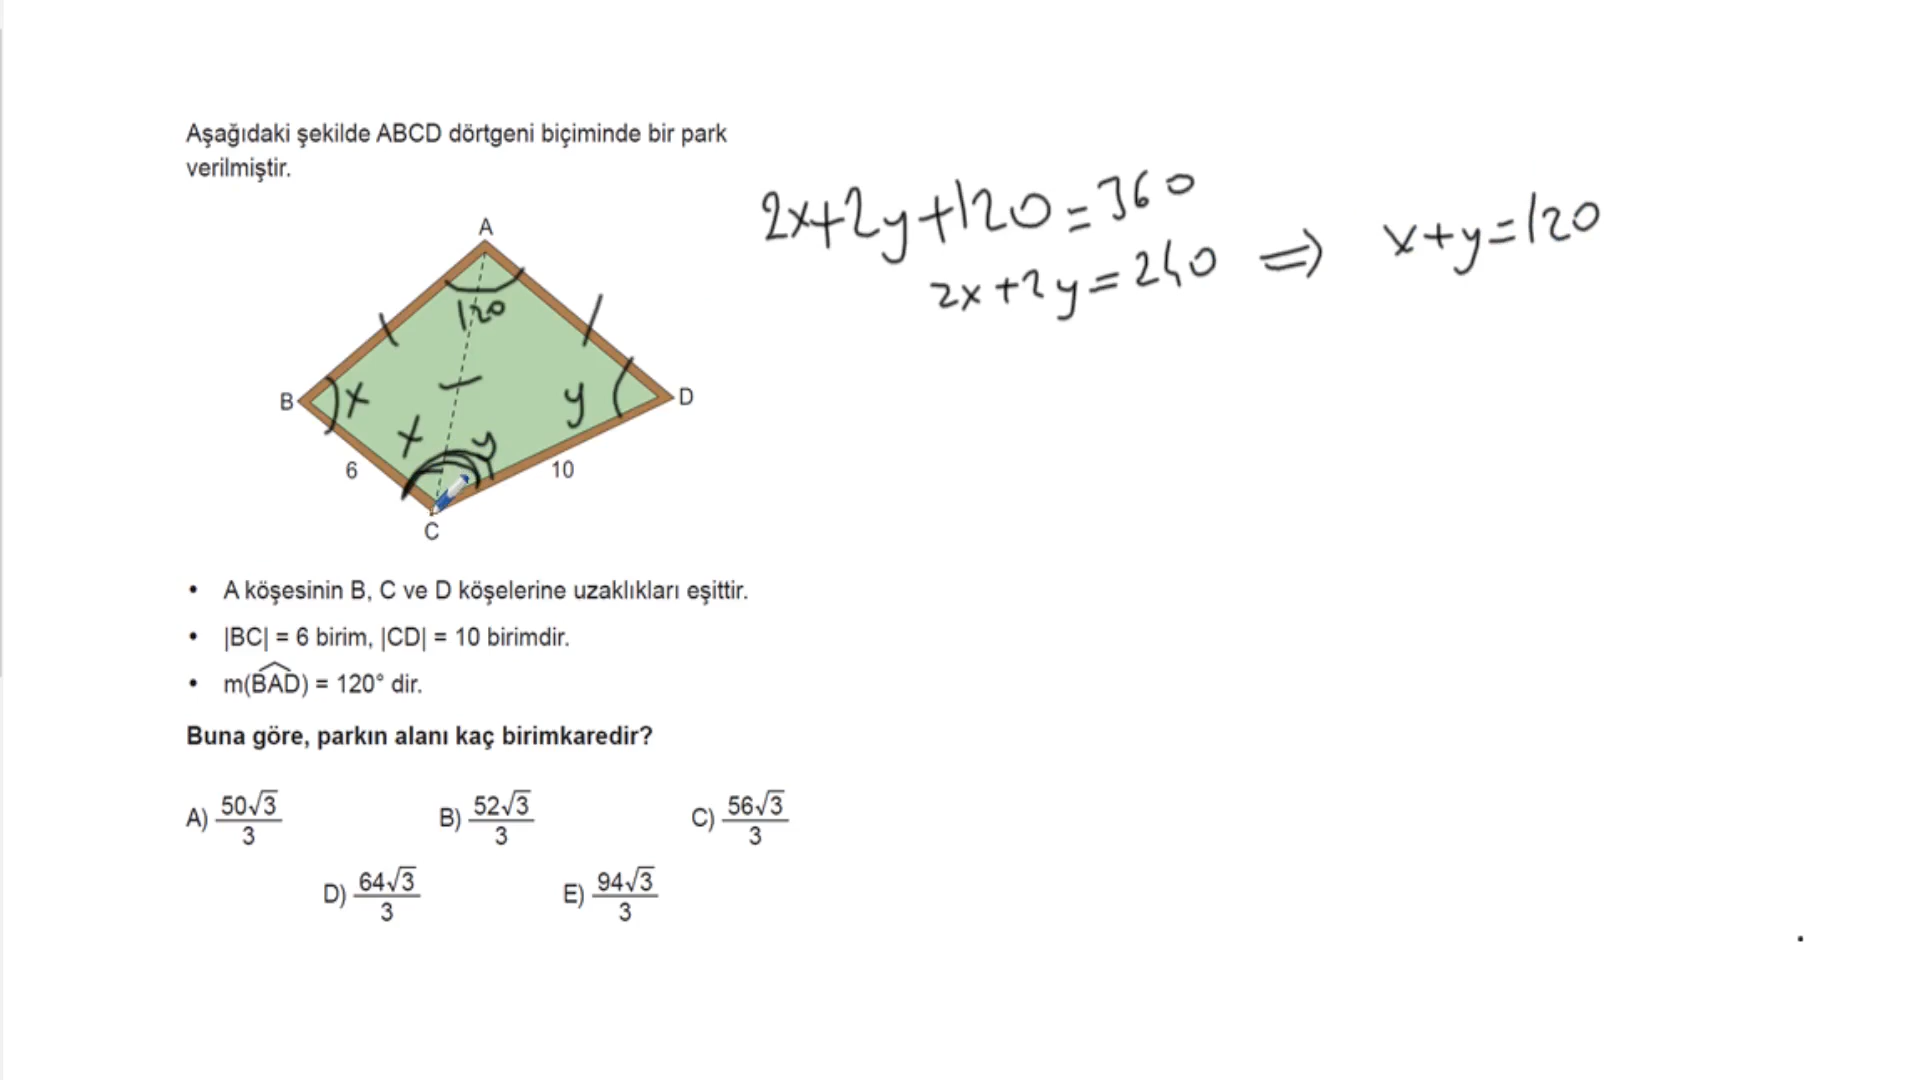 Aşağıdaki şekilde ABCD dörtgeni biçiminde bir park
verilmiştir.
2x+2y+120=360
2x+2y=240 ⇒ x+y=120
A
120
B
x
x
y
y
D
6
10
C
• A köşesinin B, C ve D köşelerine uzaklıkları eşittir.
• |BC| = 6 birim, |CD| = 10 birimdir.
• m(BAD) = 120° dir.
Buna göre, parkın alanı kaç birimkaredir?
A) 50√3/3 B) 52√3/3 C) 56√3/3
D) 64√3/3 E) 94√3/3